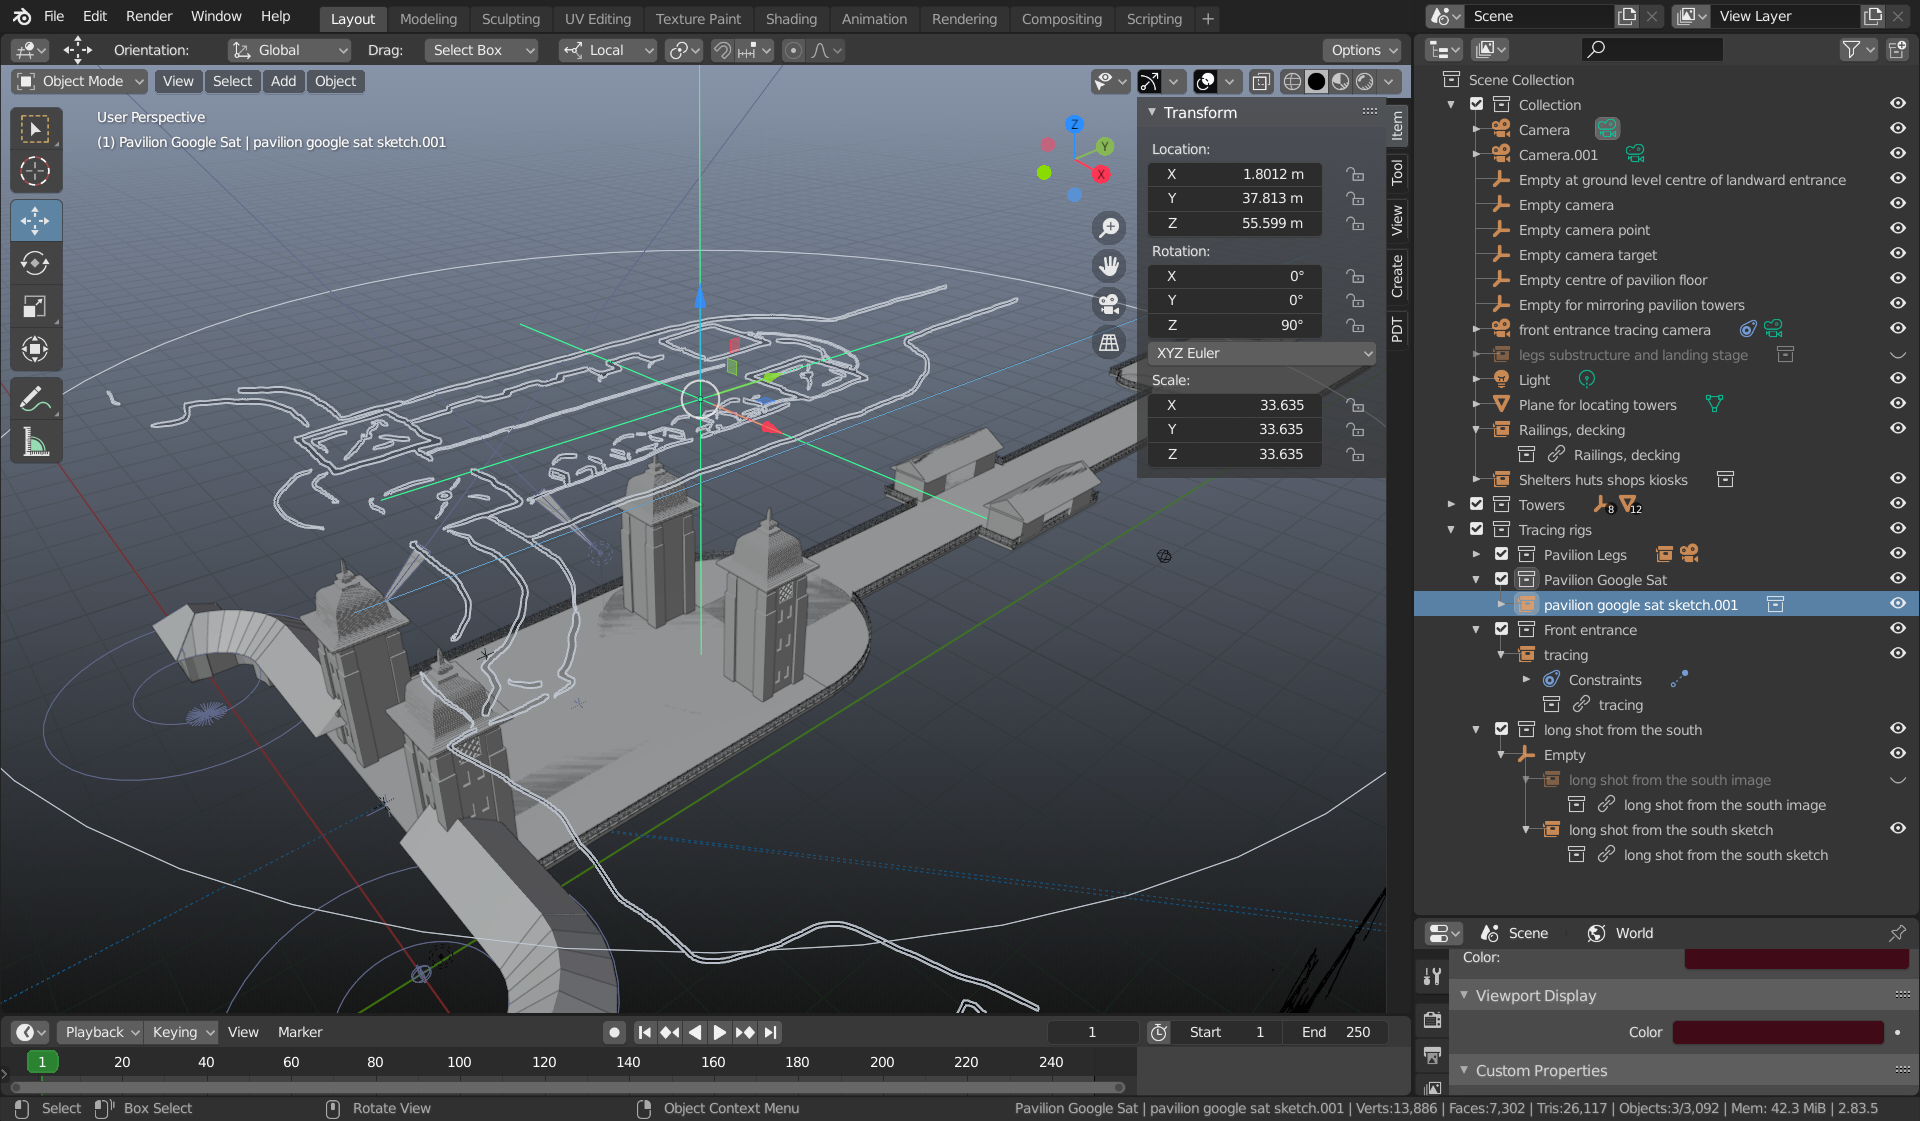 File Edit Render Window Help Layout Modeling Sculpting UV Editing Texture Paint Shading Animation Rendering Compositing Scripting + Scene View Layer
Orientation: Global Drag: Select Box Local Options
Object Mode View Select Add Object
User Perspective
(1) Pavilion Google Sat | pavilion google sat sketch.001
Z
Y
X
Transform
Location:
X 1.8012 m
Y 37.813 m
Z 55.599 m
Rotation:
X 0°
Y 0°
Z 90°
XYZ Euler
Scale:
X 33.635
Y 33.635
Z 33.635
Item
Tool
View
Create
PDT
Scene Collection
Collection
Camera
Camera.001
Empty at ground level centre of landward entrance
Empty camera
Empty camera point
Empty camera target
Empty centre of pavilion floor
Empty for mirroring pavilion towers
front entrance tracing camera
legs substructure and landing stage
Light
Plane for locating towers
Railings, decking
Railings, decking
Shelters huts shops kiosks
Towers 8 12
Tracing rigs
Pavilion Legs
Pavilion Google Sat
pavilion google sat sketch.001
Front entrance
tracing
Constraints
tracing
long shot from the south
Empty
long shot from the south image
long shot from the south image
long shot from the south sketch
long shot from the south sketch
Scene World
Color:
Viewport Display
Color
Custom Properties
Playback Keying View Marker 1 Start 1 End 250
1 20 40 60 80 100 120 140 160 180 200 220 240
Select Box Select Rotate View Object Context Menu Pavilion Google Sat | pavilion google sat sketch.001 | Verts:13,886 | Faces:7,302 | Tris:26,117 | Objects:3/3,092 | Mem: 42.3 MiB | 2.83.5